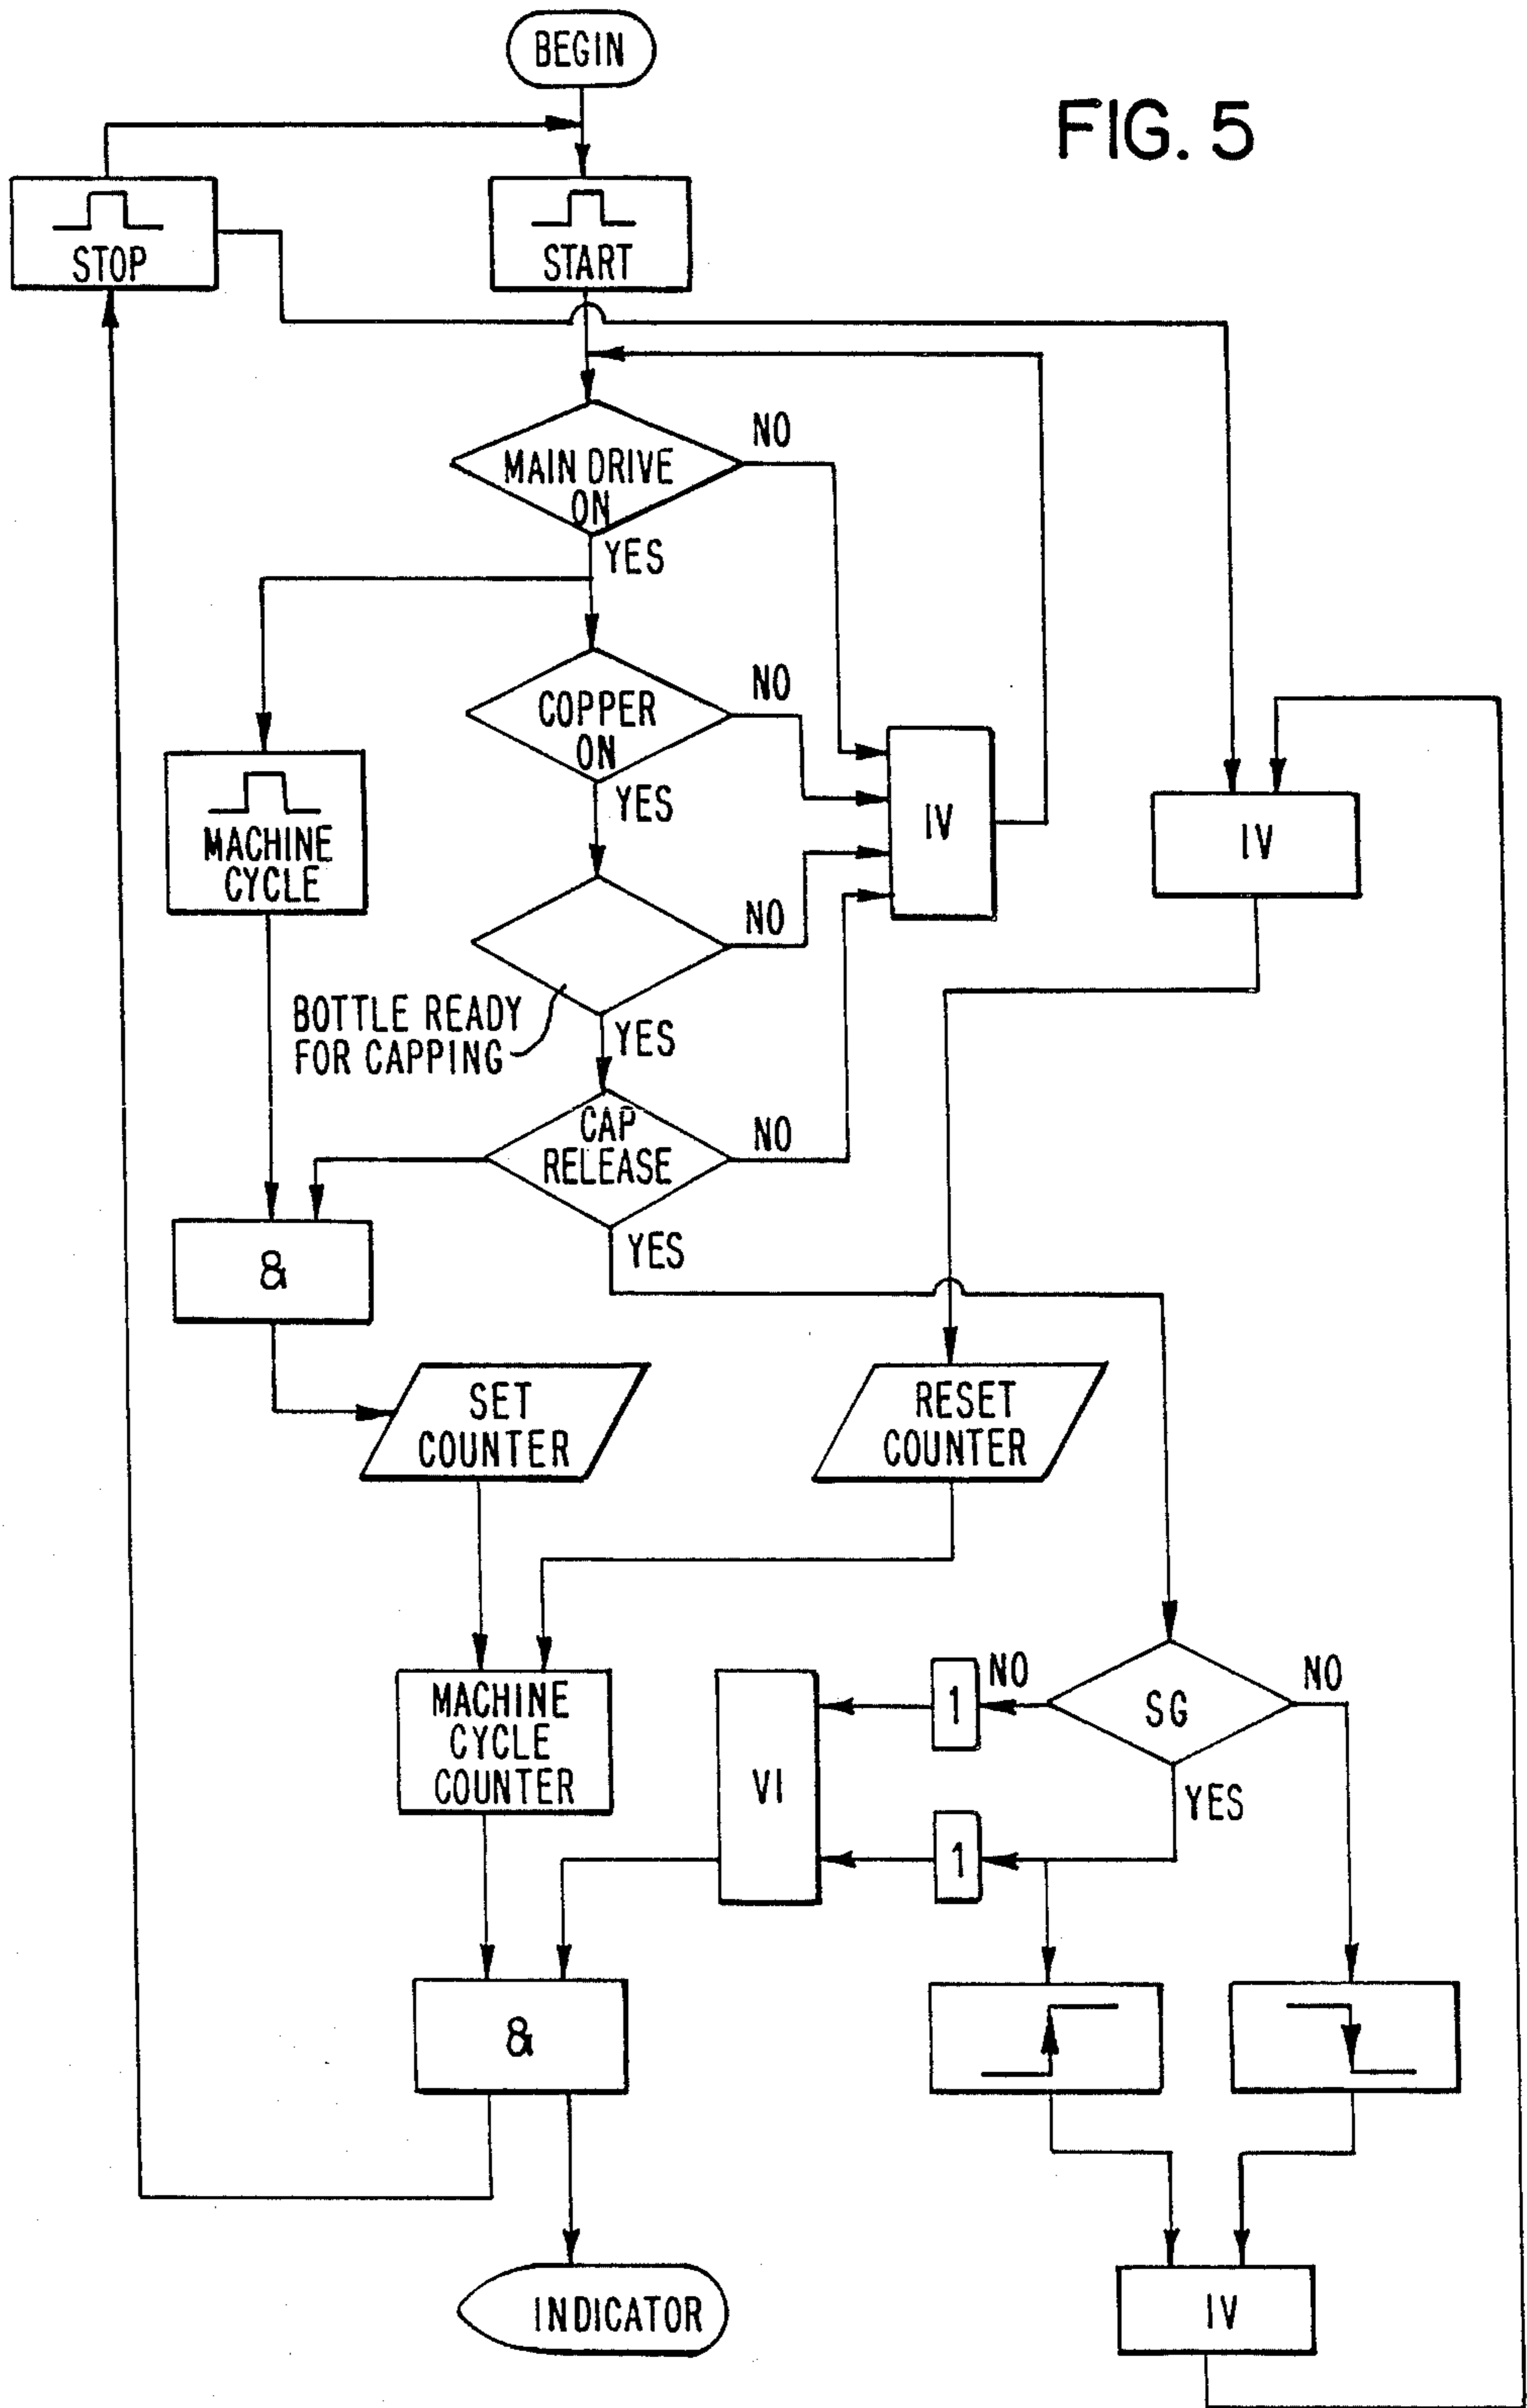 BEGIN
FIG. 5
STOP
START
MAIN DRIVE
ON
NO
YES
COPPER
ON
NO
YES
MACHINE
CYCLE
IV
IV
NO
BOTTLE READY
FOR CAPPING
YES
CAP
RELEASE
NO
YES
&
SET
COUNTER
RESET
COUNTER
MACHINE
CYCLE
COUNTER
VI
1
NO
SG
NO
YES
1
&
INDICATOR
IV